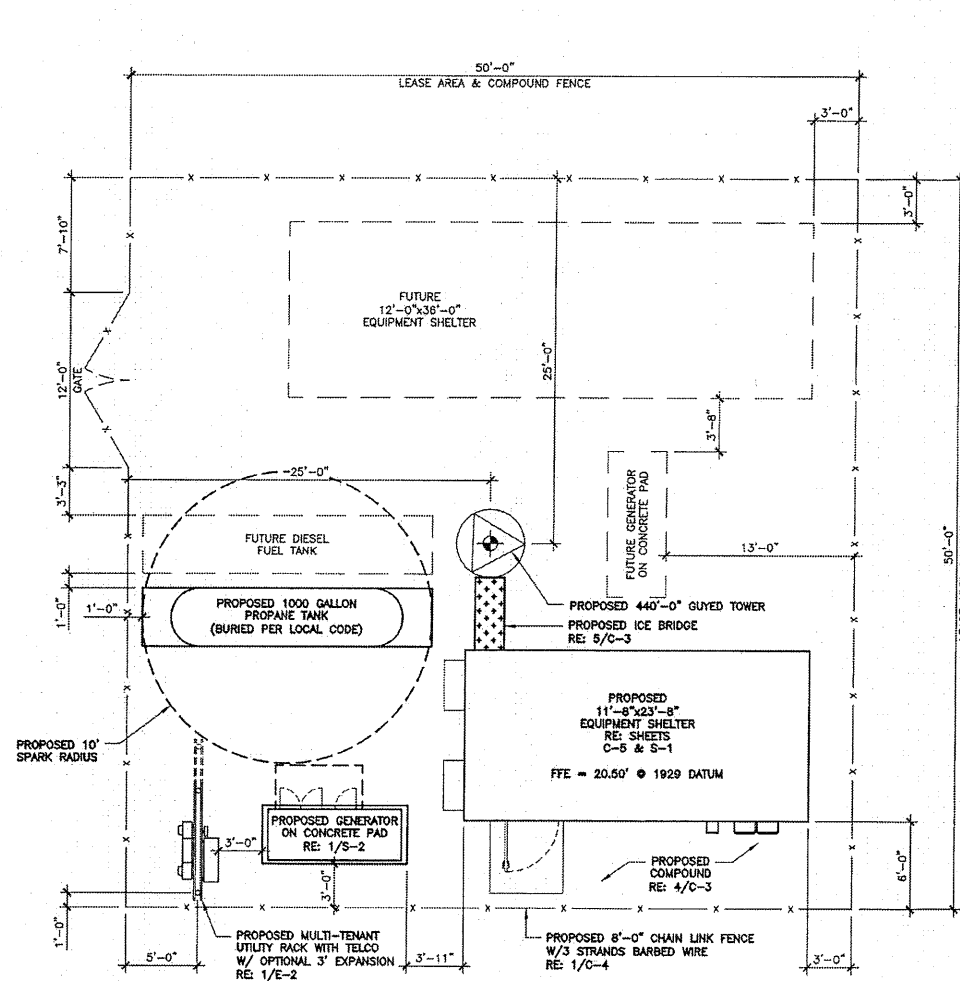 50'-0"
LEASE AREA & COMPOUND FENCE
3'-0"
7'-10"
3'-0"
FUTURE
12'-0"x36'-0"
EQUIPMENT SHELTER
25'-0"
12'-0"
GATE
3'-8"
3'-3"
25'-0"
FUTURE DIESEL
FUEL TANK
FUTURE GENERATOR
ON CONCRETE PAD
13'-0"
50'-0"
1'-0"
1'-0"
PROPOSED 1000 GALLON
PROPANE TANK
(BURIED PER LOCAL CODE)
PROPOSED 440'-0" GUYED TOWER
PROPOSED ICE BRIDGE
RE: 5/C-3
PROPOSED
11'-8"x23'-8"
EQUIPMENT SHELTER
RE: SHEETS
C-5 & S-1
FFE = 20.50' @ 1929 DATUM
PROPOSED 10'
SPARK RADIUS
PROPOSED GENERATOR
ON CONCRETE PAD
RE: 1/S-2
3'-0"
3'-0"
PROPOSED
COMPOUND
RE: 4/C-3
6'-0"
1'-0"
5'-0"
PROPOSED MULTI-TENANT
UTILITY RACK WITH TELCO
W/ OPTIONAL 3' EXPANSION
RE: 1/E-2
3'-11"
PROPOSED 8'-0" CHAIN LINK FENCE
W/3 STRANDS BARBED WIRE
RE: 1/C-4
3'-0"